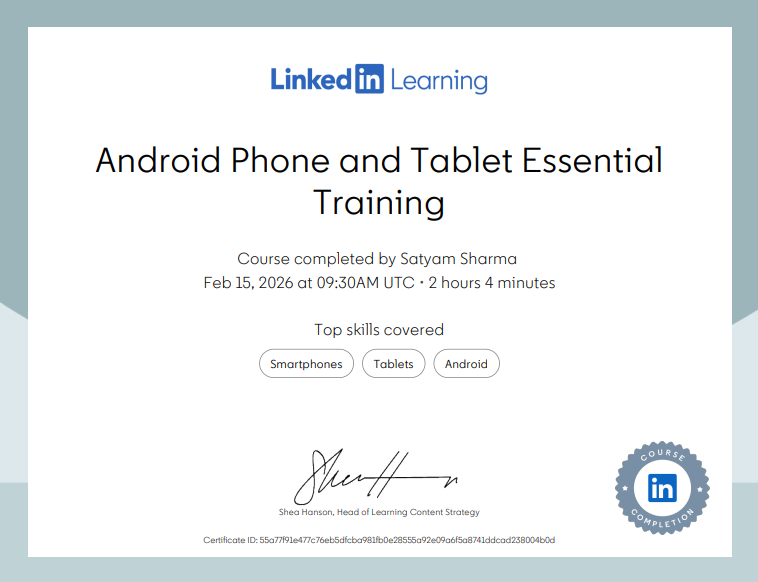 Linkedin Learning
Android Phone and Tablet Essential
Training
Course completed by Satyam Sharma
Feb 15, 2026 at 09:30AM UTC • 2 hours 4 minutes
Top skills covered
Smartphones Tablets Android
Shea Hanson, Head of Learning Content Strategy
COURSE
in
COMPLETION
Certificate ID: 55a77f91e477c76eb5dfcba981fb0e28555a92e09a6f5a8741ddcad238004b0d